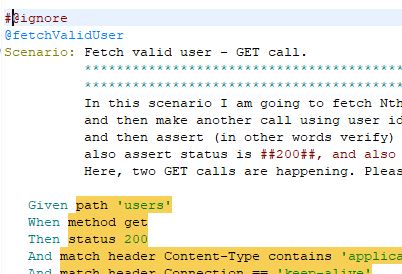 #@ignore
@fetchValidUser
Scenario: Fetch valid user - GET call.
******************************************
******************************************
In this scenario I am going to fetch Nth
and then make another call using user id
and then assert (in other words verify)
also assert status is ##200##, and also
Here, two GET calls are happening. Pleas
Given path 'users'
When method get
Then status 200
And match header Content-Type contains 'applica
And match header Connection == 'keep-alive'